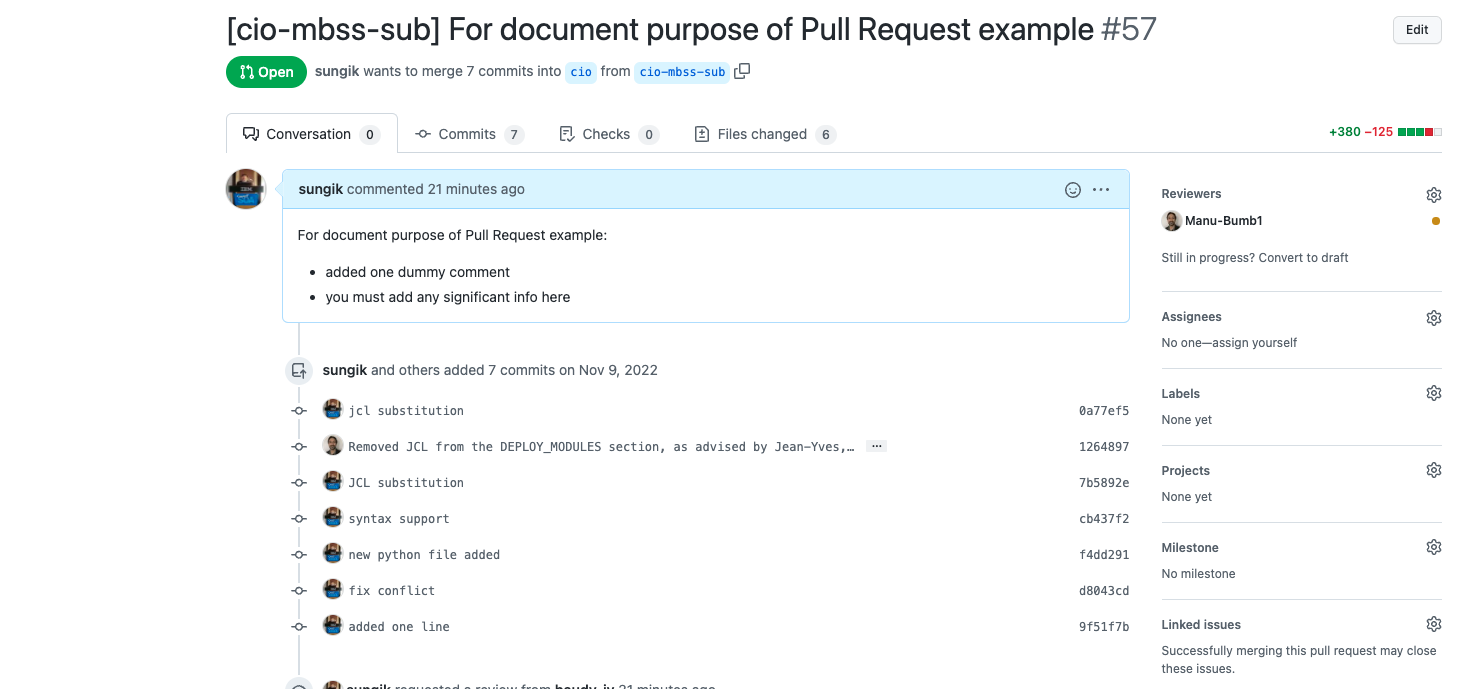 [cio-mbss-sub] For document purpose of Pull Request example #57
Edit
Open
sungik wants to merge 7 commits into cio from cio-mbss-sub
Conversation 0
Commits 7
Checks 0
Files changed 6
+380 −125
sungik commented 21 minutes ago
For document purpose of Pull Request example:
added one dummy comment
you must add any significant info here
sungik and others added 7 commits on Nov 9, 2022
jcl substitution 0a77ef5
Removed JCL from the DEPLOY_MODULES section, as advised by Jean-Yves,… 1264897
JCL substitution 7b5892e
syntax support cb437f2
new python file added f4dd291
fix conflict d8043cd
added one line 9f51f7b
sungik requested a review from 21 minutes ago
Reviewers
Manu-Bumb1
Still in progress? Convert to draft
Assignees
No one—assign yourself
Labels
None yet
Projects
None yet
Milestone
No milestone
Linked issues
Successfully merging this pull request may close
these issues.